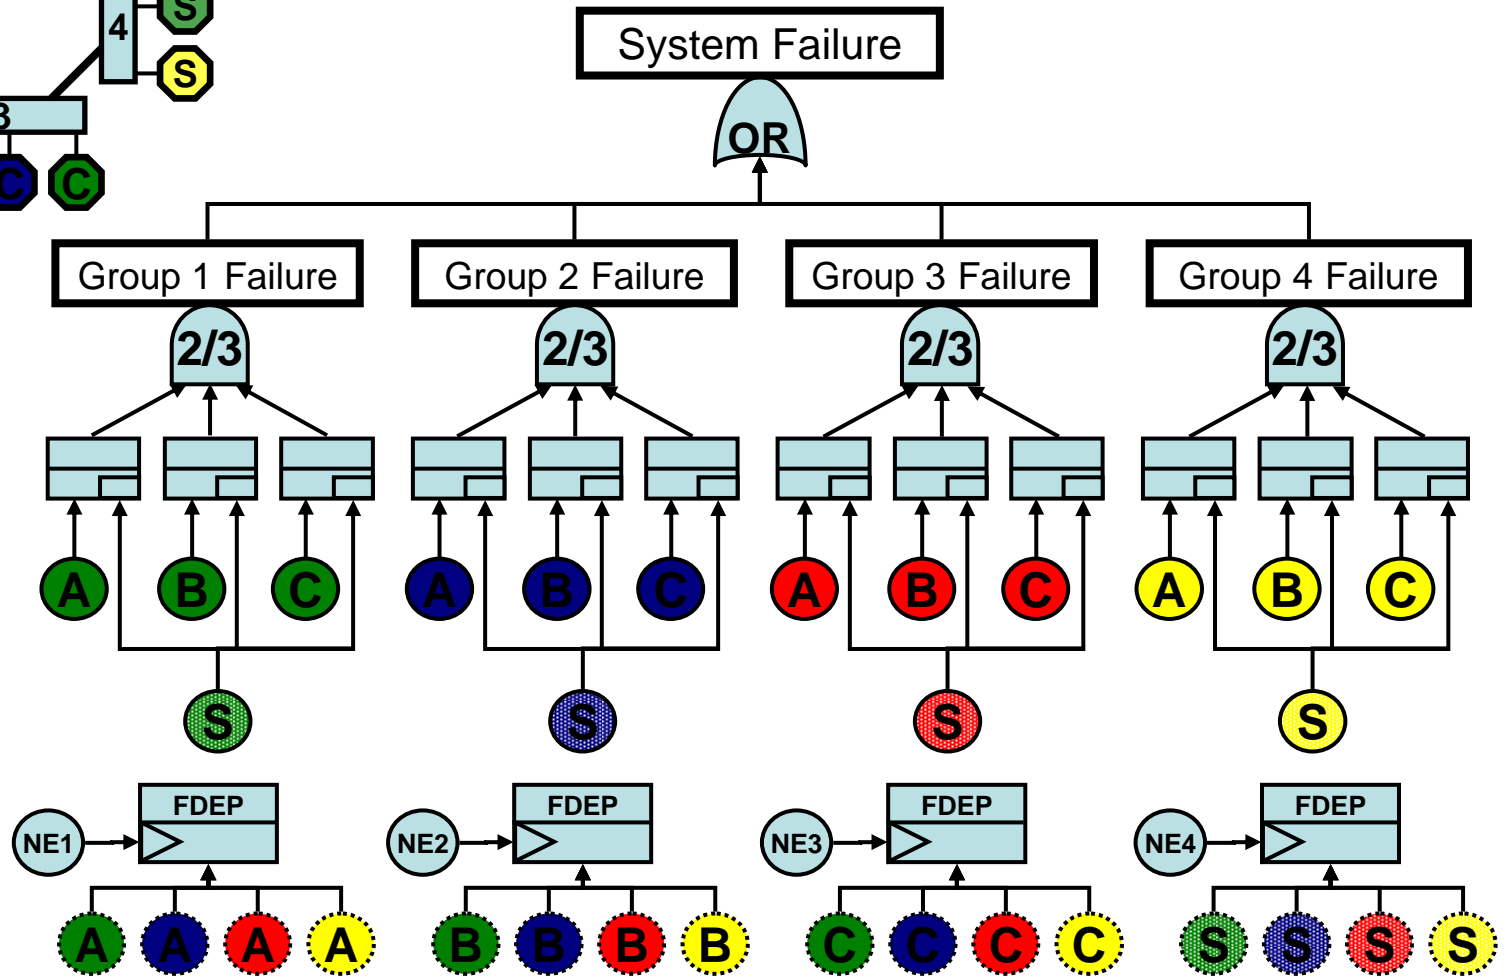 S
4
S
3
C C
System Failure
OR
Group 1 Failure Group 2 Failure Group 3 Failure Group 4 Failure
2/3 2/3 2/3 2/3
A B C A B C A B C A B C
S S S S
FDEP FDEP FDEP FDEP
NE1 NE2 NE3 NE4
A A A A B B B B C C C C S S S S